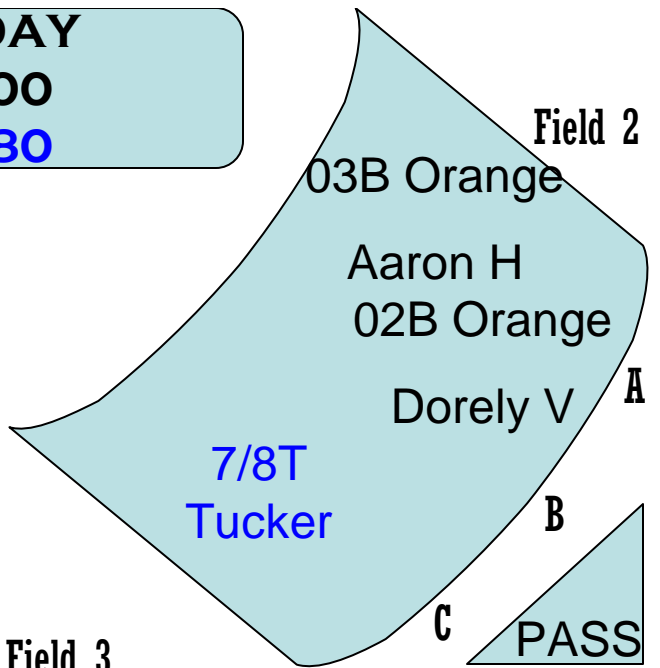 DAY
00
30
Field 2
03B Orange
Aaron H
02B Orange
A
Dorely V
7/8T
Tucker
B
C
PASS
Field 3